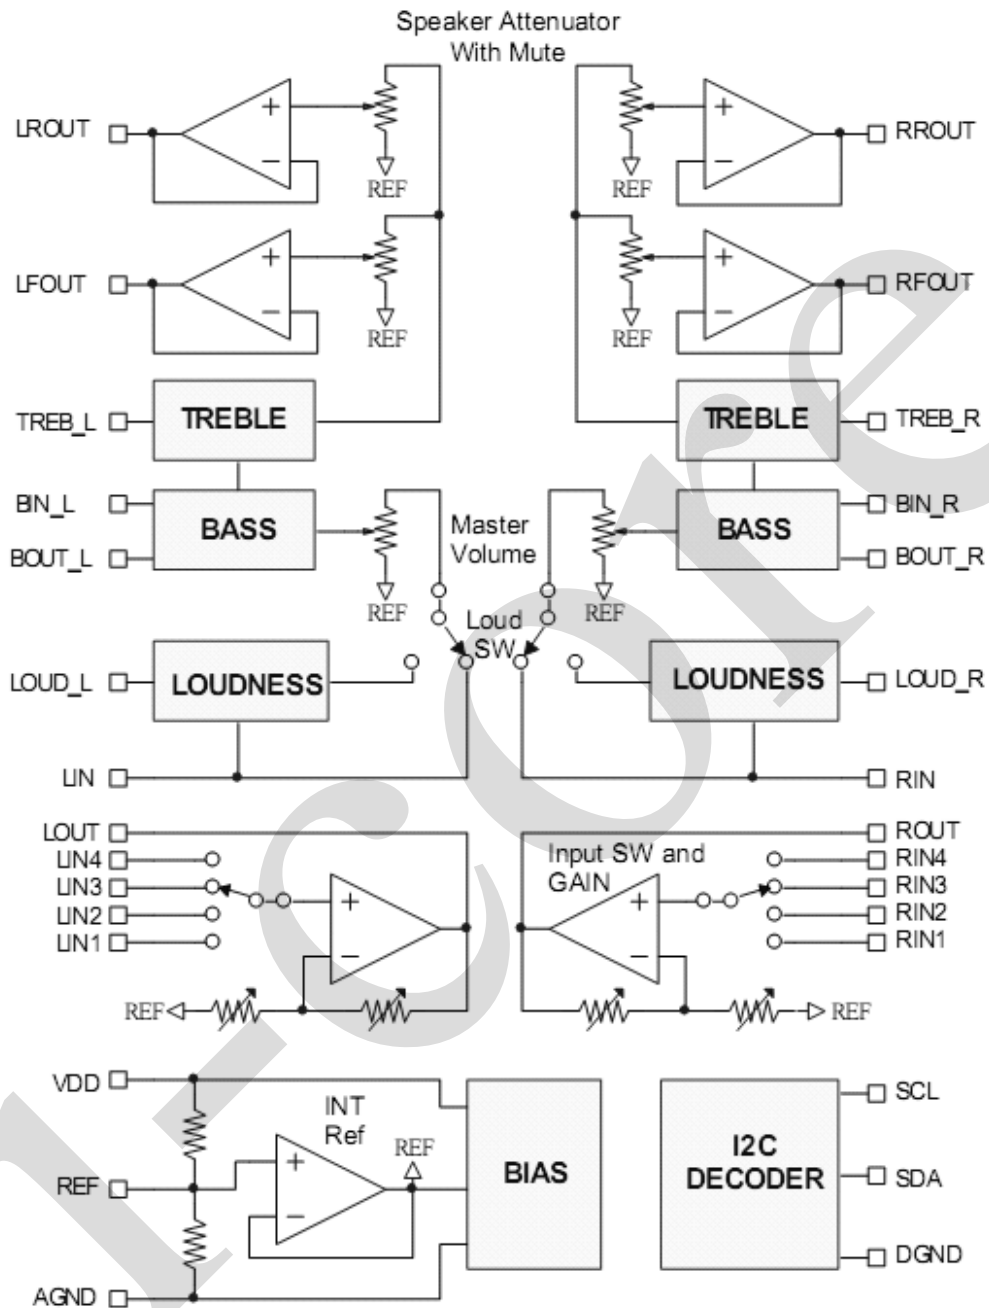 Speaker Attenuator
With Mute
LROUT
RROUT
REF
REF
LFOUT
RFOUT
REF
REF
TREB_L
TREBLE
TREBLE
TREB_R
BIN_L
BASS
Master
Volume
BASS
BIN_R
BOUT_L
BOUT_R
REF
REF
Loud
SW
LOUD_L
LOUDNESS
LOUDNESS
LOUD_R
LIN
RIN
LOUT
ROUT
LIN4
Input SW and
GAIN
RIN4
LIN3
RIN3
LIN2
RIN2
LIN1
RIN1
REF
REF
VDD
INT
Ref
REF
SCL
REF
BIAS
I2C
DECODER
SDA
AGND
DGND
r-core